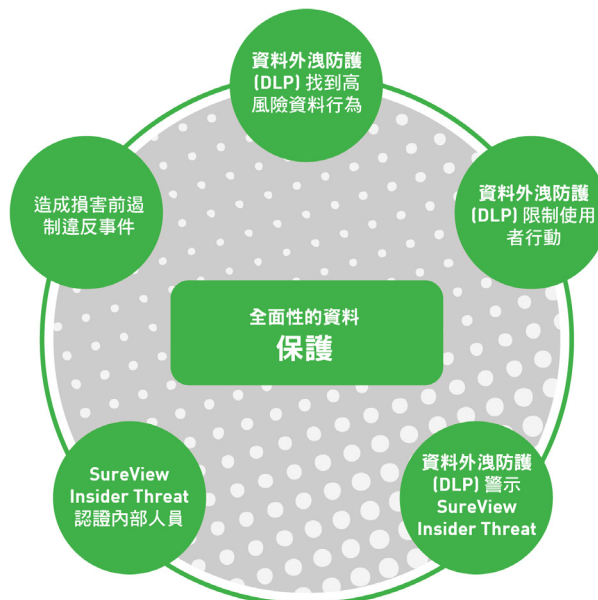 資料外洩防護
(DLP) 找到高
風險資料行為
資料外洩防護
(DLP) 限制使用
者行動
資料外洩防護
(DLP) 警示
SureView
Insider Threat
SureView
Insider Threat
認證內部人員
造成損害前遏
制違反事件
全面性的資料
保護